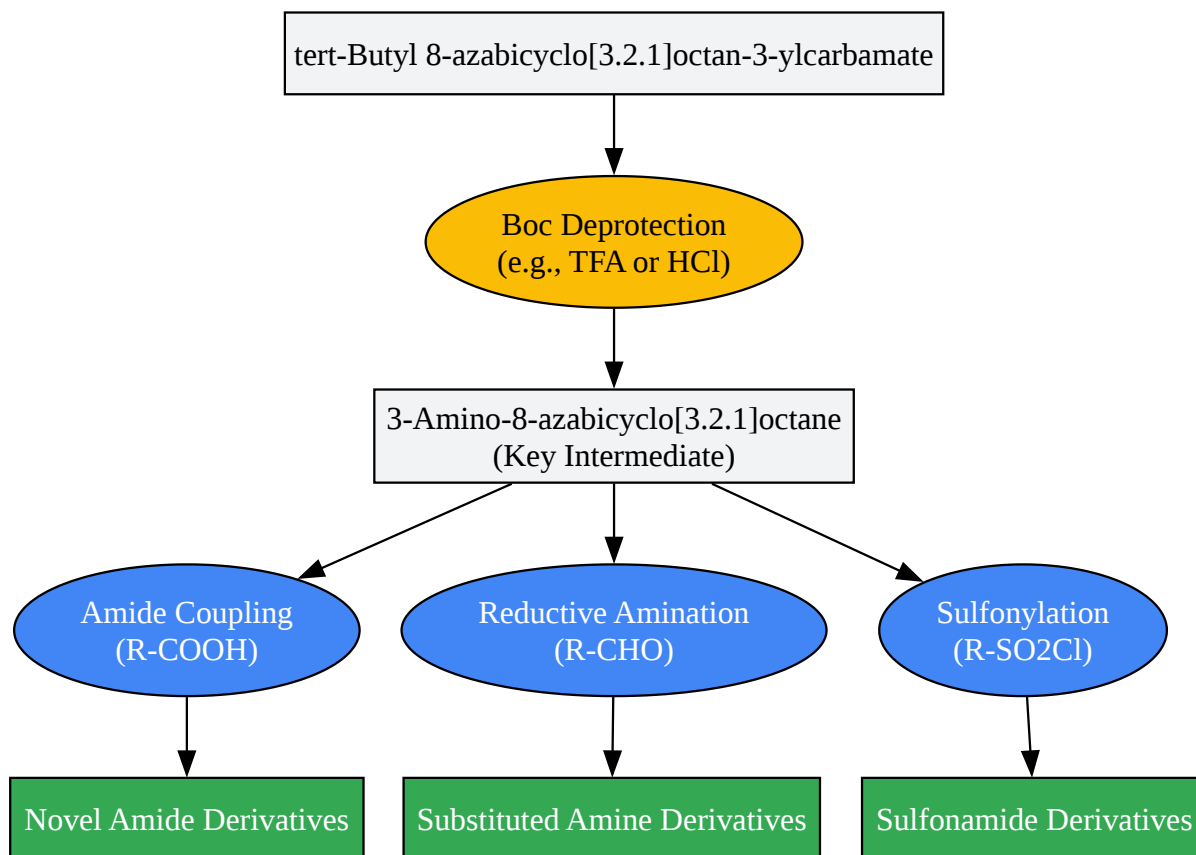 tert-Butyl 8-azabicyclo[3.2.1]octan-3-ylcarbamate
Boc Deprotection
(e.g., TFA or HCl)
3-Amino-8-azabicyclo[3.2.1]octane
(Key Intermediate)
Amide Coupling
(R-COOH)
Reductive Amination
(R-CHO)
Sulfonylation
(R-SO2Cl)
Novel Amide Derivatives
Substituted Amine Derivatives
Sulfonamide Derivatives